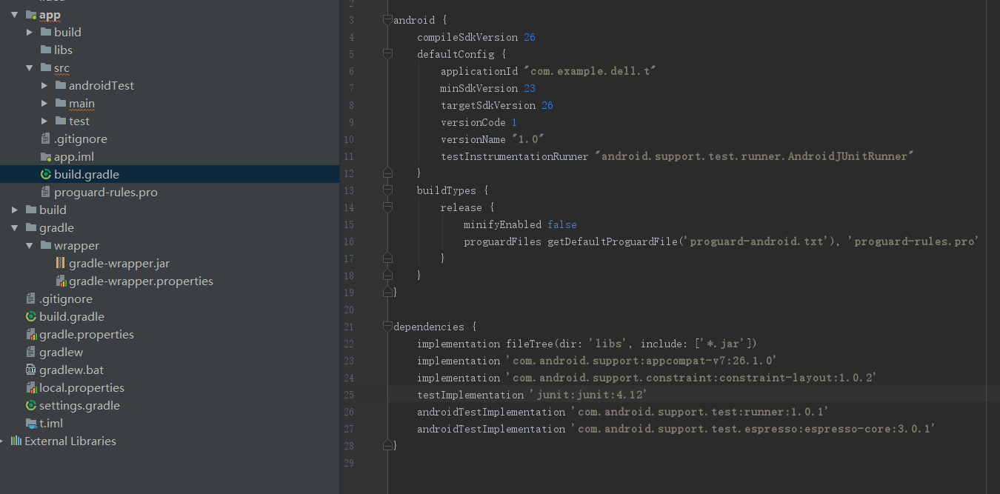 app
build
libs
src
androidTest
main
test
.gitignore
app.iml
build.gradle
proguard-rules.pro
build
gradle
wrapper
gradle-wrapper.jar
gradle-wrapper.properties
.gitignore
build.gradle
gradle.properties
gradlew
gradlew.bat
local.properties
settings.gradle
t.iml
External Libraries
2
3 android {
4 compileSdkVersion 26
5 defaultConfig {
6 applicationId "com.example.dell.t"
7 minSdkVersion 23
8 targetSdkVersion 26
9 versionCode 1
10 versionName "1.0"
11 testInstrumentationRunner "android.support.test.runner.AndroidJUnitRunner"
12 }
13 buildTypes {
14 release {
15 minifyEnabled false
16 proguardFiles getDefaultProguardFile('proguard-android.txt'), 'proguard-rules.pro'
17 }
18 }
19 }
20
21 dependencies {
22 implementation fileTree(dir: 'libs', include: ['*.jar'])
23 implementation 'com.android.support:appcompat-v7:26.1.0'
24 implementation 'com.android.support.constraint:constraint-layout:1.0.2'
25 testImplementation 'junit:junit:4.12'
26 androidTestImplementation 'com.android.support.test:runner:1.0.1'
27 androidTestImplementation 'com.android.support.test.espresso:espresso-core:3.0.1'
28 }
29